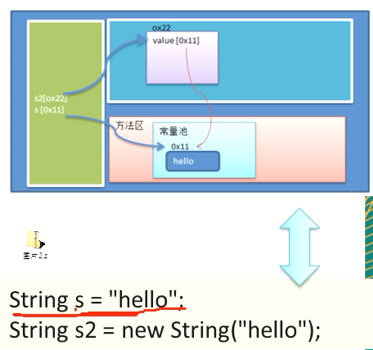 ox22
value [0x11]
s2[ox22]
s [0x11]
方法区
常量池
0x11
hello
String s = "hello";
String s2 = new String("hello");